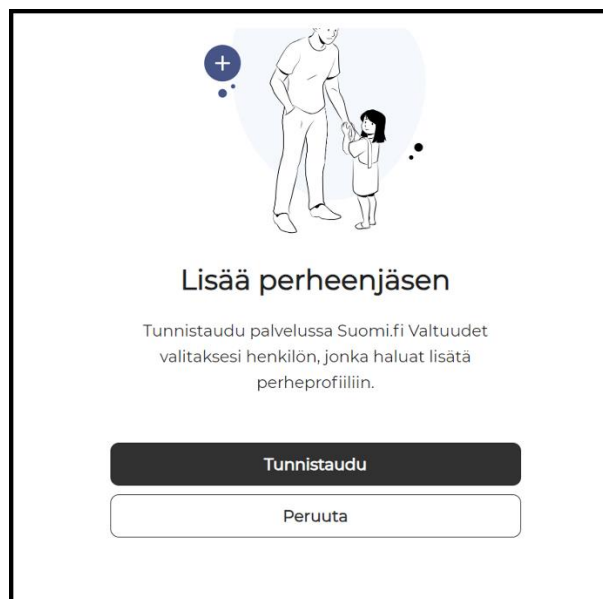 Lisää perheenjäsen
Tunnistaudu palvelussa Suomi.fi Valtuudet
valitaksesi henkilön, jonka haluat lisätä
perheprofiiliin.
Tunnistaudu
Peruuta